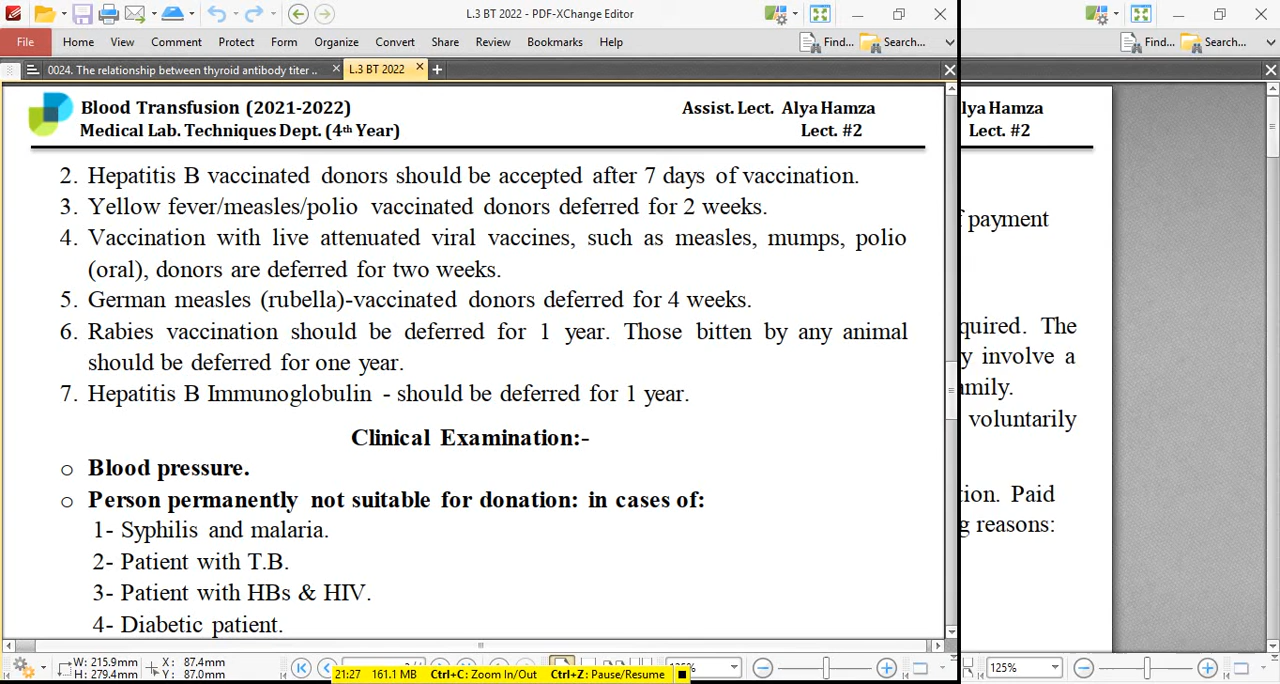 L.3 BT 2022 - PDF-XChange Editor
File Home View Comment Protect Form Organize Convert Share Review Bookmarks Help Find... Search... Find... Search...
0024. The relationship between thyroid antibody titer .. L.3 BT 2022
Blood Transfusion (2021-2022) Assist. Lect. Alya Hamza lya Hamza
Medical Lab. Techniques Dept. (4th Year) Lect. #2 Lect. #2
2. Hepatitis B vaccinated donors should be accepted after 7 days of vaccination.
3. Yellow fever/measles/polio vaccinated donors deferred for 2 weeks.
f payment
4. Vaccination with live attenuated viral vaccines, such as measles, mumps, polio
(oral), donors are deferred for two weeks.
5. German measles (rubella)-vaccinated donors deferred for 4 weeks.
6. Rabies vaccination should be deferred for 1 year. Those bitten by any animal
quired. The
should be deferred for one year.
y involve a
7. Hepatitis B Immunoglobulin - should be deferred for 1 year.
amily.
voluntarily
Clinical Examination:-
o Blood pressure.
o Person permanently not suitable for donation: in cases of:
tion. Paid
1- Syphilis and malaria.
g reasons:
2- Patient with T.B.
3- Patient with HBs & HIV.
4- Diabetic patient.
W: 215.9mm X: 87.4mm
H: 279.4mm Y: 87.0mm
21:27 161.1 MB Ctrl+C: Zoom In/Out Ctrl+Z: Pause/Resume
125%